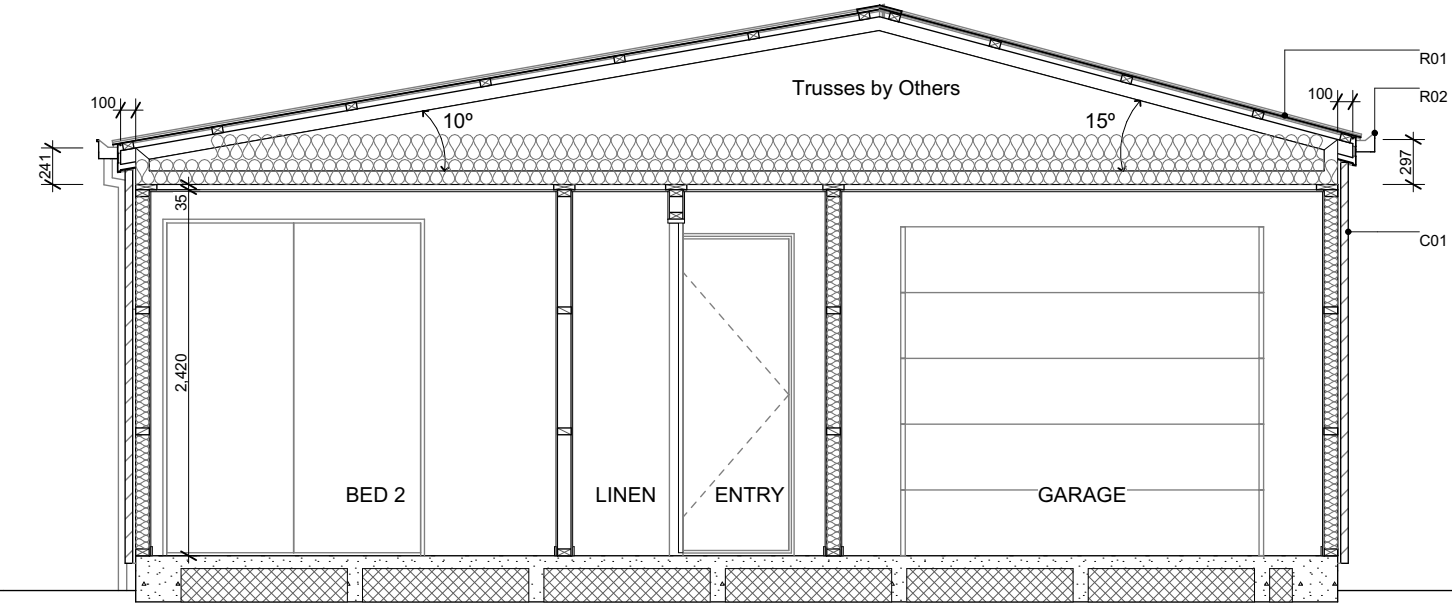 R01
Trusses by Others
100
100
R02
10º
15º
241
297
35
C01
2,420
BED 2
LINEN
ENTRY
GARAGE